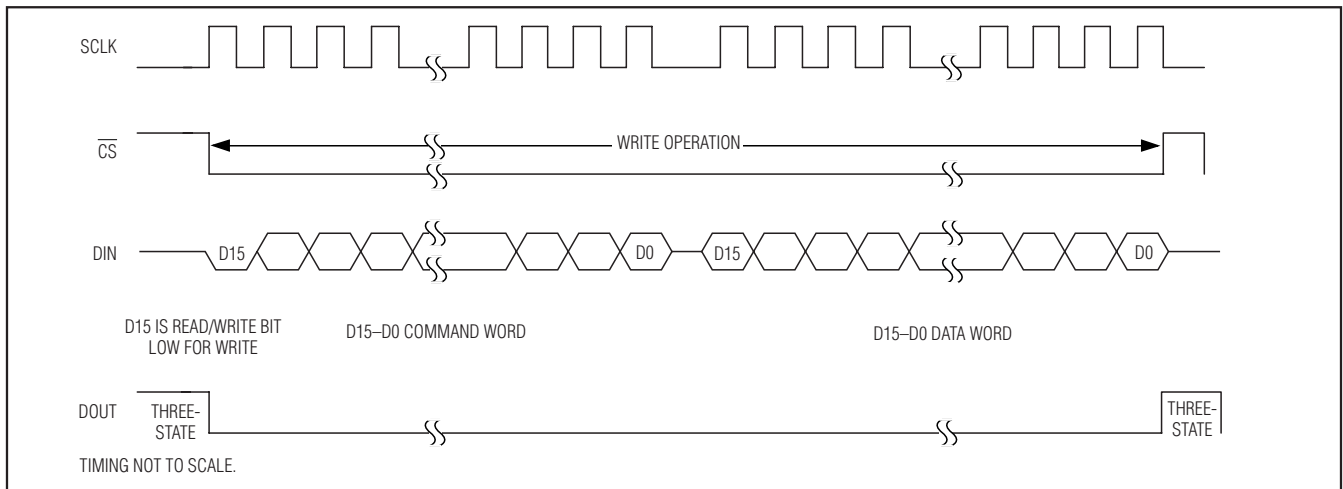 SCLK
CS
WRITE OPERATION
DIN
D15
D0
D15
D0
D15 IS READ/WRITE BIT
LOW FOR WRITE
D15–D0 COMMAND WORD
D15–D0 DATA WORD
DOUT
THREE-
STATE
THREE-
STATE
TIMING NOT TO SCALE.